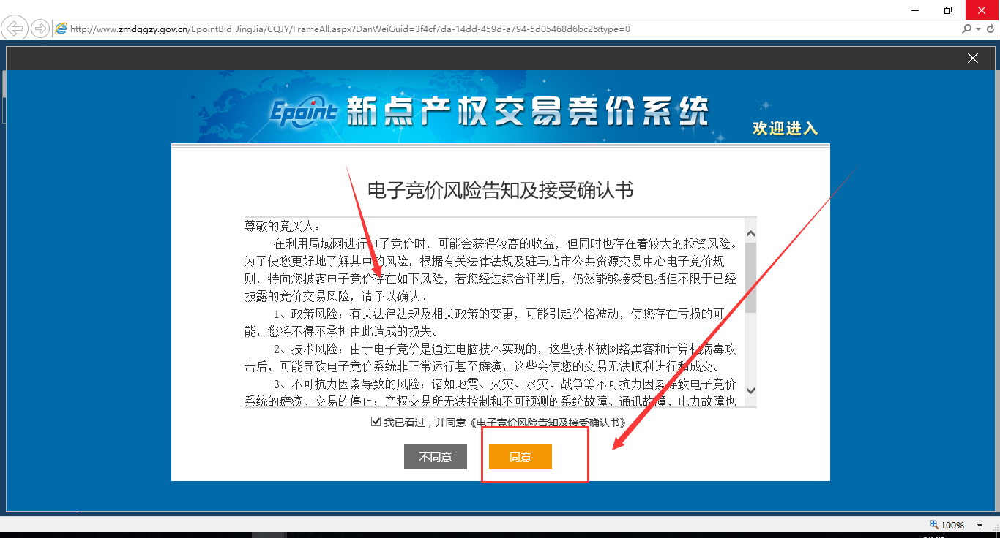 http://www.zmdggzy.gov.cn/EpointBid_JingJia/CQJY/FrameAll.aspx?DanWeiGuid=3f4cf7da-14dd-459d-a794-5d05468d6bc2&type=0
Epoint 新点产权交易竞价系统
欢迎进入
电子竞价风险告知及接受确认书
尊敬的竞买人：
在利用局域网进行电子竞价时，可能会获得较高的收益，但同时也存在着较大的投资风险。
为了使您更好地了解其中的风险，根据有关法律法规及驻马店市公共资源交易中心电子竞价规
则，特向您披露电子竞价存在如下风险，若您经过综合评判后，仍然能够接受包括但不限于已经
披露的竞价交易风险，请予以确认。
1、政策风险：有关法律法规及相关政策的变更，可能引起价格波动，使您存在亏损的可
能，您将不得不承担由此造成的损失。
2、技术风险：由于电子竞价是通过电脑技术实现的，这些技术被网络黑客和计算机病毒攻
击后，可能导致电子竞价系统非正常运行甚至瘫痪，这些会使您的交易无法顺利进行和成交。
3、不可抗力因素导致的风险：诸如地震、火灾、水灾、战争等不可抗力因素导致电子竞价
系统的瘫痪、交易的停止；产权交易所无法控制和不可预测的系统故障、通讯故障、电力故障也
我已看过，并同意《电子竞价风险告知及接受确认书》
不同意
同意
100%